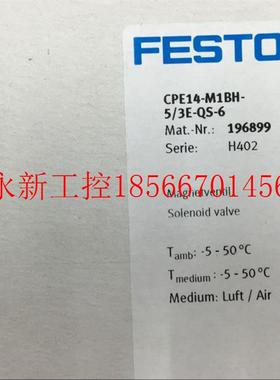 FESTO
CPE14-M1BH-
5/3E-QS-6
Mat.-Nr.: 196899
Serie: H402
永新工控18566701456
Magnetventil
Solenoid valve
Tamb: -5 - 50 °C
Tmedium: -5 - 50 °C
Medium: Luft / Air